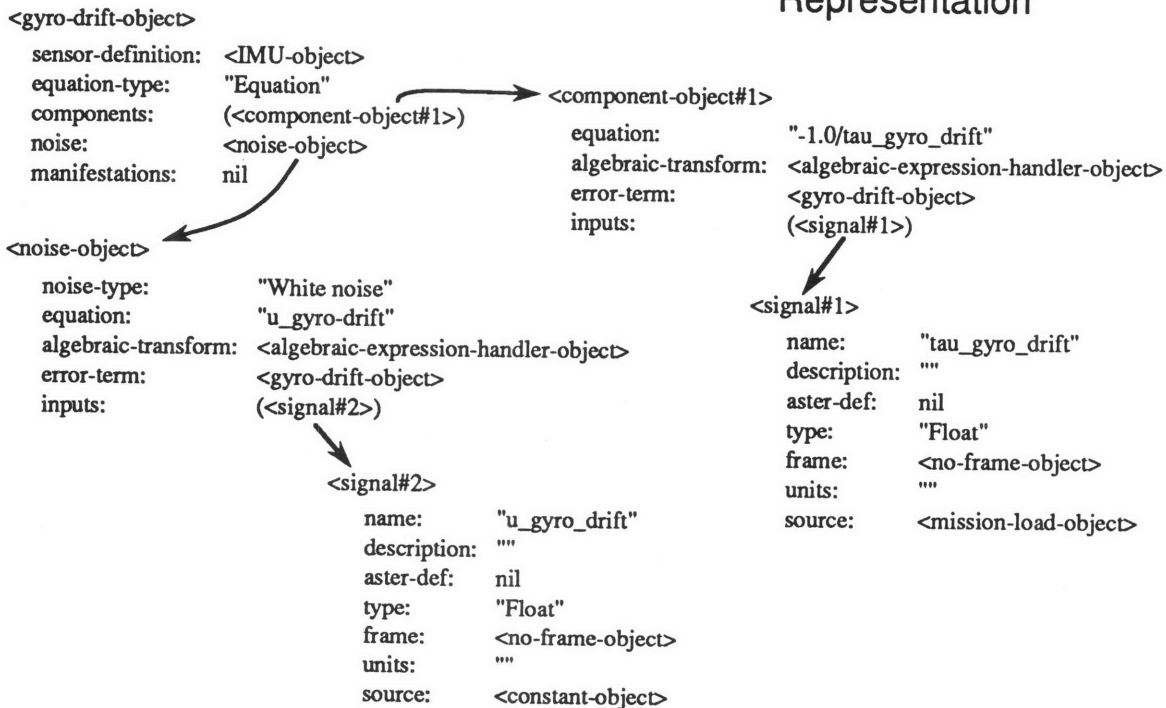 Representation
<gyro-drift-object>
sensor-definition: <IMU-object>
equation-type: "Equation"
components: (<component-object#1>)
noise: <noise-object>
manifestations: nil
<component-object#1>
equation: "-1.0/tau_gyro_drift"
algebraic-transform: <algebraic-expression-handler-object>
error-term: <gyro-drift-object>
inputs: (<signal#1>)
<noise-object>
noise-type: "White noise"
equation: "u_gyro-drift"
algebraic-transform: <algebraic-expression-handler-object>
error-term: <gyro-drift-object>
inputs: (<signal#2>)
<signal#1>
name: "tau_gyro_drift"
description: ""
aster-def: nil
type: "Float"
frame: <no-frame-object>
units: ""
source: <mission-load-object>
<signal#2>
name: "u_gyro_drift"
description: ""
aster-def: nil
type: "Float"
frame: <no-frame-object>
units: ""
source: <constant-object>